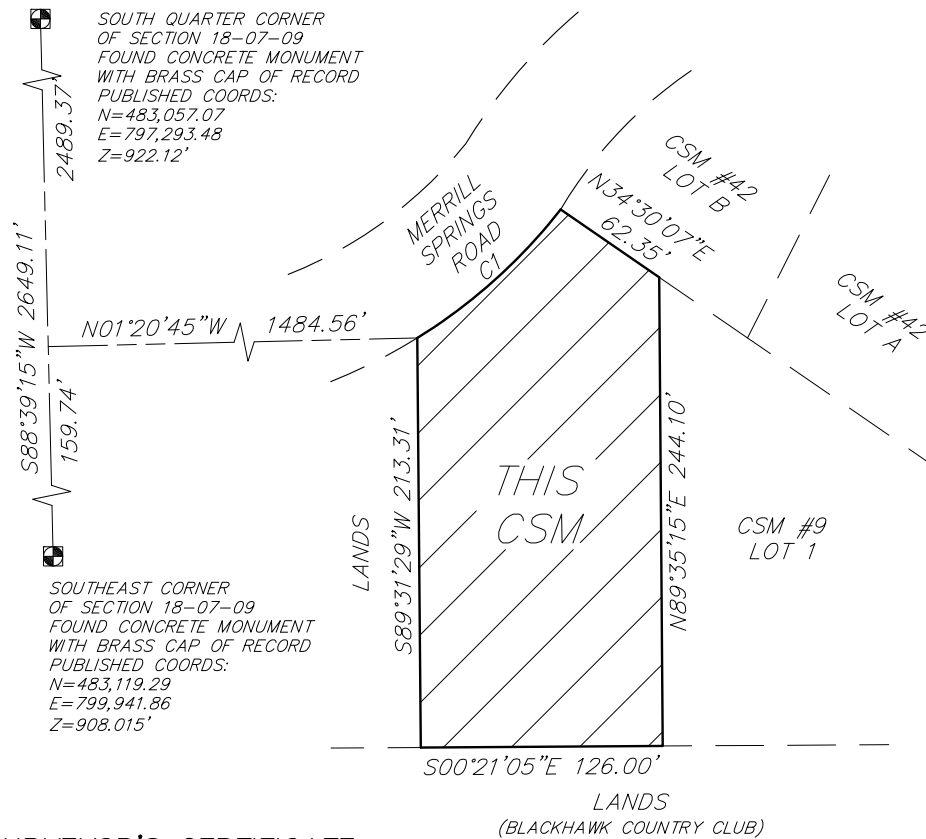 SOUTH QUARTER CORNER
OF SECTION 18-07-09
FOUND CONCRETE MONUMENT
WITH BRASS CAP OF RECORD
PUBLISHED COORDS:
N=483,057.07
E=797,293.48
Z=922.12'
2489.37'
S88°39'15"W 2649.11'
159.74'
N01°20'45"W 1484.56'
MERRILL
SPRINGS
ROAD
C1
CSM #42
LOT B
N34°30'07"E
62.35'
CSM #42
LOT A
LANDS
S89°31'29"W 213.31'
THIS
CSM
N89°35'15"E 244.10'
CSM #9
LOT 1
SOUTHEAST CORNER
OF SECTION 18-07-09
FOUND CONCRETE MONUMENT
WITH BRASS CAP OF RECORD
PUBLISHED COORDS:
N=483,119.29
E=799,941.86
Z=908.015'
S00°21'05"E 126.00'
LANDS
(BLACKHAWK COUNTRY CLUB)